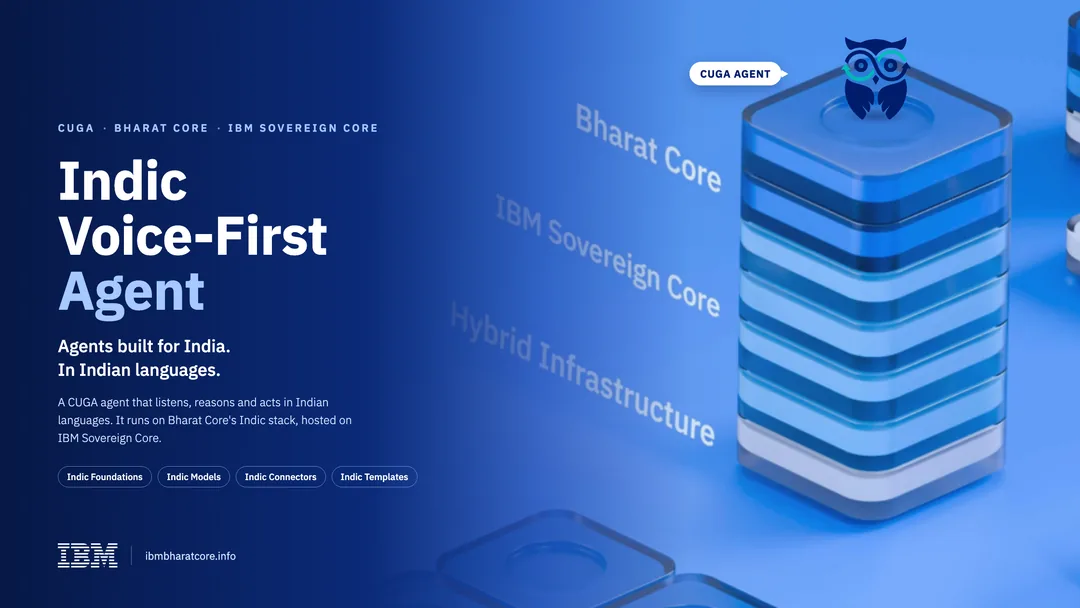 CUGA · BHARAT CORE · IBM SOVEREIGN CORE
Indic
Voice-First
Agent
Agents built for India.
In Indian languages.
A CUGA agent that listens, reasons and acts in Indian
languages. It runs on Bharat Core's Indic stack, hosted on
IBM Sovereign Core.
Indic Foundations
Indic Models
Indic Connectors
Indic Templates
IBM
ibmbharatcore.info
CUGA AGENT
Bharat Core
IBM Sovereign Core
Hybrid Infrastructure